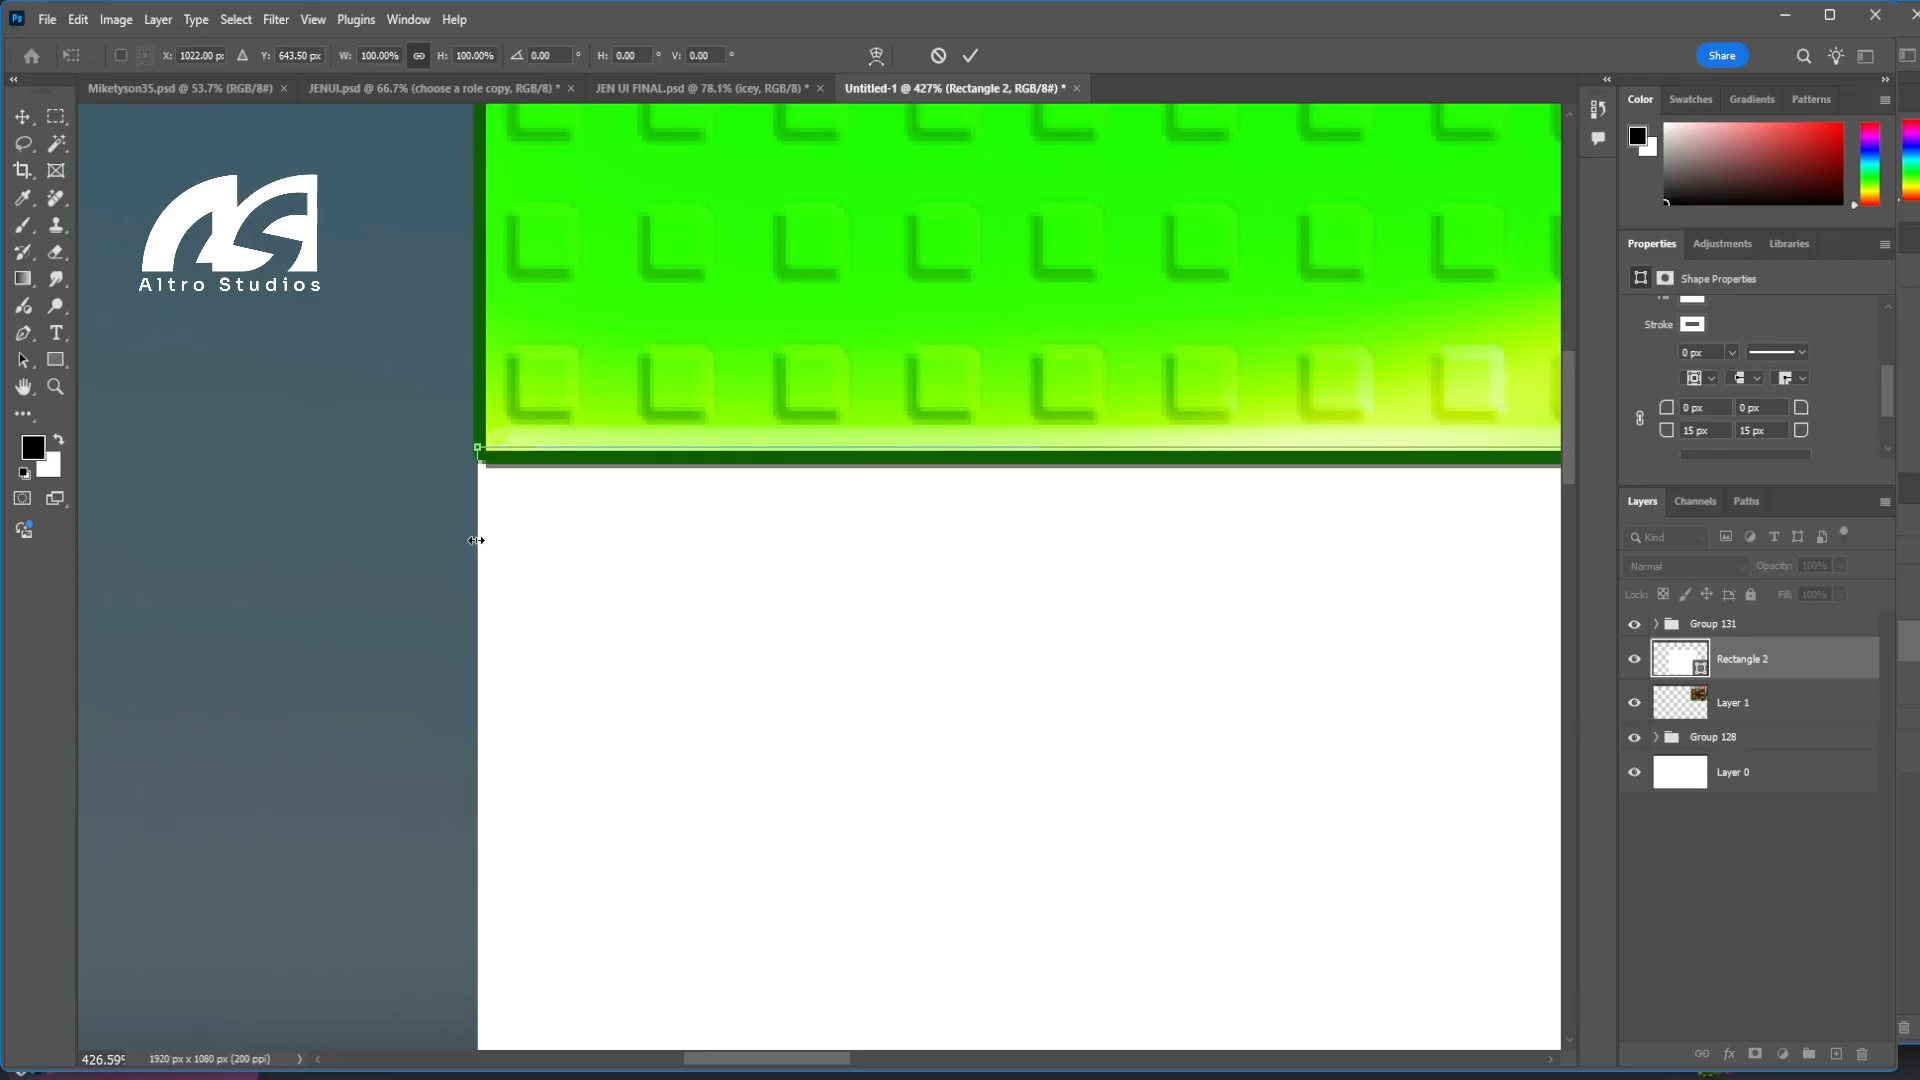 File Edit Image Layer Type Select Filter View Plugins Window Help
X: 1022.00 p: Y: 643.50 px W: 100.00% H: 100.00% 0.00 ° H: 0.00 ° V: 0.00 °
Share
Miketyson35.psd @ 53.7% (RGB/8#) ×
JENUI.psd @ 66.7% (choose a role copy, RGB/8) * ×
JEN UI FINAL.psd @ 78.1% (icey, RGB/8) * ×
Untitled-1 @ 427% (Rectangle 2, RGB/8#) * ×
Color Swatches Gradients Patterns
Altro Studios
Properties Adjustments Libraries
Shape Properties
Stroke
0 px
0 px 0 px
15 px 15 px
Layers Channels Paths
Kind
Normal Opacity: 100%
Lock: Fill: 100%
Group 131
Rectangle 2
Layer 1
Group 128
Layer 0
426.59%
1920 px x 1080 px (200 ppi)